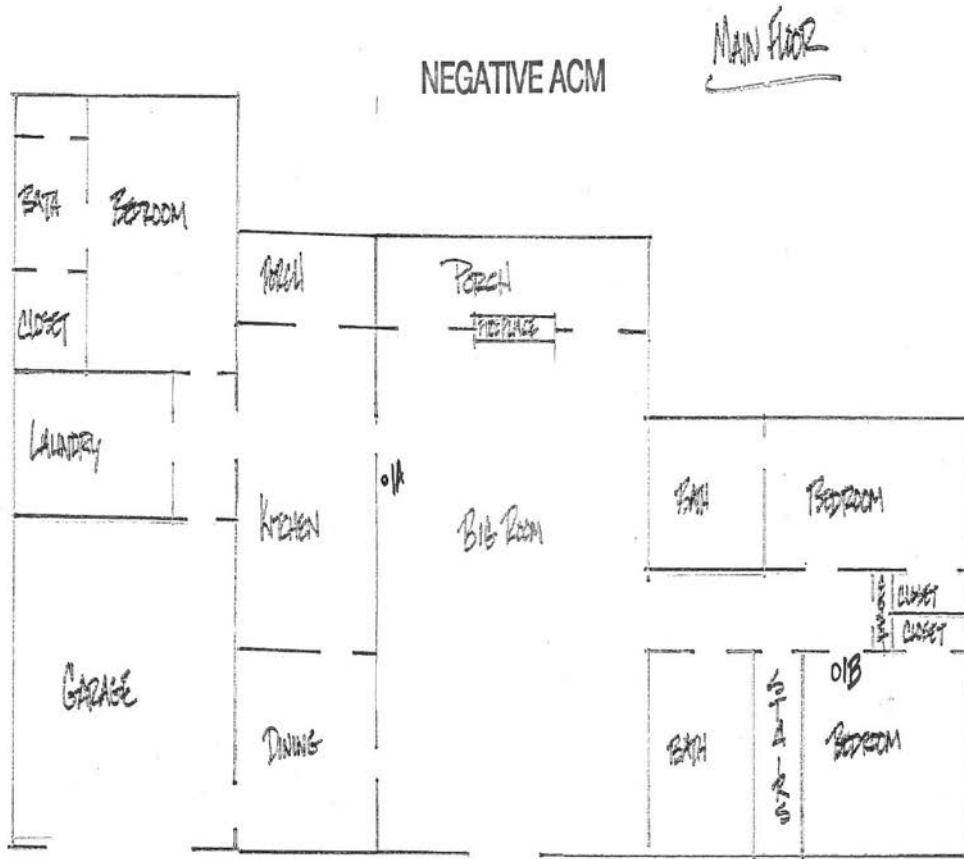 MAIN FLOOR
NEGATIVE ACM
BATH
BEDROOM
PORCH
PORCH
CLOSET
FIREPLACE
LAUNDRY
01A
KITCHEN
BIG ROOM
BATH
BEDROOM
CLOSET
CLOSET
01B
GARAGE
DINING
BATH
STAIRS
BEDROOM